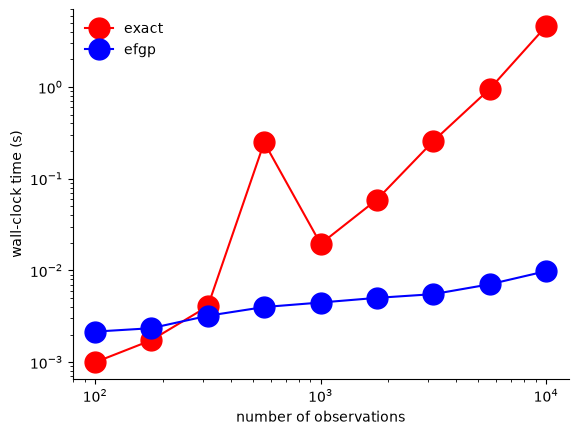 exact
efgp
10⁰
10⁻¹
10⁻²
10⁻³
wall-clock time (s)
10²
10³
10⁴
number of observations